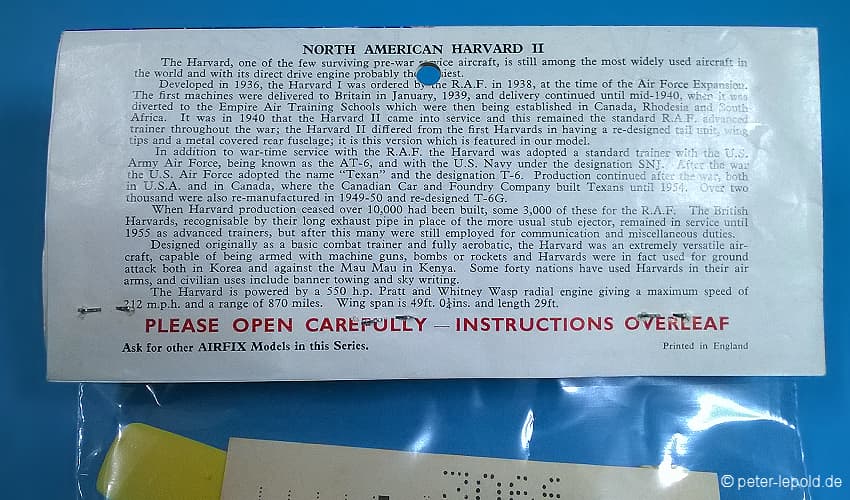 NORTH AMERICAN HARVARD II
The Harvard, one of the few surviving pre-war service aircraft, is still among the most widely used aircraft in
the world and with its direct drive engine probably the
Developed in 1936, the Harvard I was ordered by the R.A.F. in 1938, at the time of the Air Force Expansion.
The first machines were delivered to Britain in January, 1939, and delivery continued until mid-1940, when it was
diverted to the Empire Air Training Schools which were then being established in Canada, Rhodesia and South
Africa. It was in 1940 that the Harvard II came into service and this remained the standard R.A.F. advanced
trainer throughout the war; the Harvard II differed from the first Harvards in having a re-designed tail unit, wing
tips and a metal covered rear fuselage; it is this version which is featured in our model.
In addition to war-time service with the R.A.F. the Harvard was adopted a standard trainer with the U.S.
Army Air Force, being known as the AT-6, and with the U.S. Navy under the designation SNJ. After the war
the U.S. Air Force adopted the name "Texan" and the designation T-6. Production continued after the war, both
in U.S.A. and in Canada, where the Canadian Car and Foundry Company built Texans until 1954. Over two
thousand were also re-manufactured in 1949-50 and re-designed T-6G.
When Harvard production ceased over 10,000 had been built, some 3,000 of these for the R.A.F. The British
Harvards, recognisable by their long exhaust pipe in place of the more usual stub ejector, remained in service until
1955 as advanced trainers, but after this many were still employed for communication and miscellaneous duties.
Designed originally as a basic combat trainer and fully aerobatic, the Harvard was an extremely versatile air-
craft, capable of being armed with machine guns, bombs or rockets and Harvards were in fact used for ground
attack both in Korea and against the Mau Mau in Kenya. Some forty nations have used Harvards in their air
arms, and civilian uses include banner towing and sky writing.
The Harvard is powered by a 550 h.p. Pratt and Whitney Wasp radial engine giving a maximum speed of
212 m.p.h. and a range of 870 miles. Wing span is 49ft. and length 29ft.
PLEASE OPEN CAREFULLY — INSTRUCTIONS OVERLEAF
Ask for other AIRFIX Models in this Series.
Printed in England
© peter-lepold.de